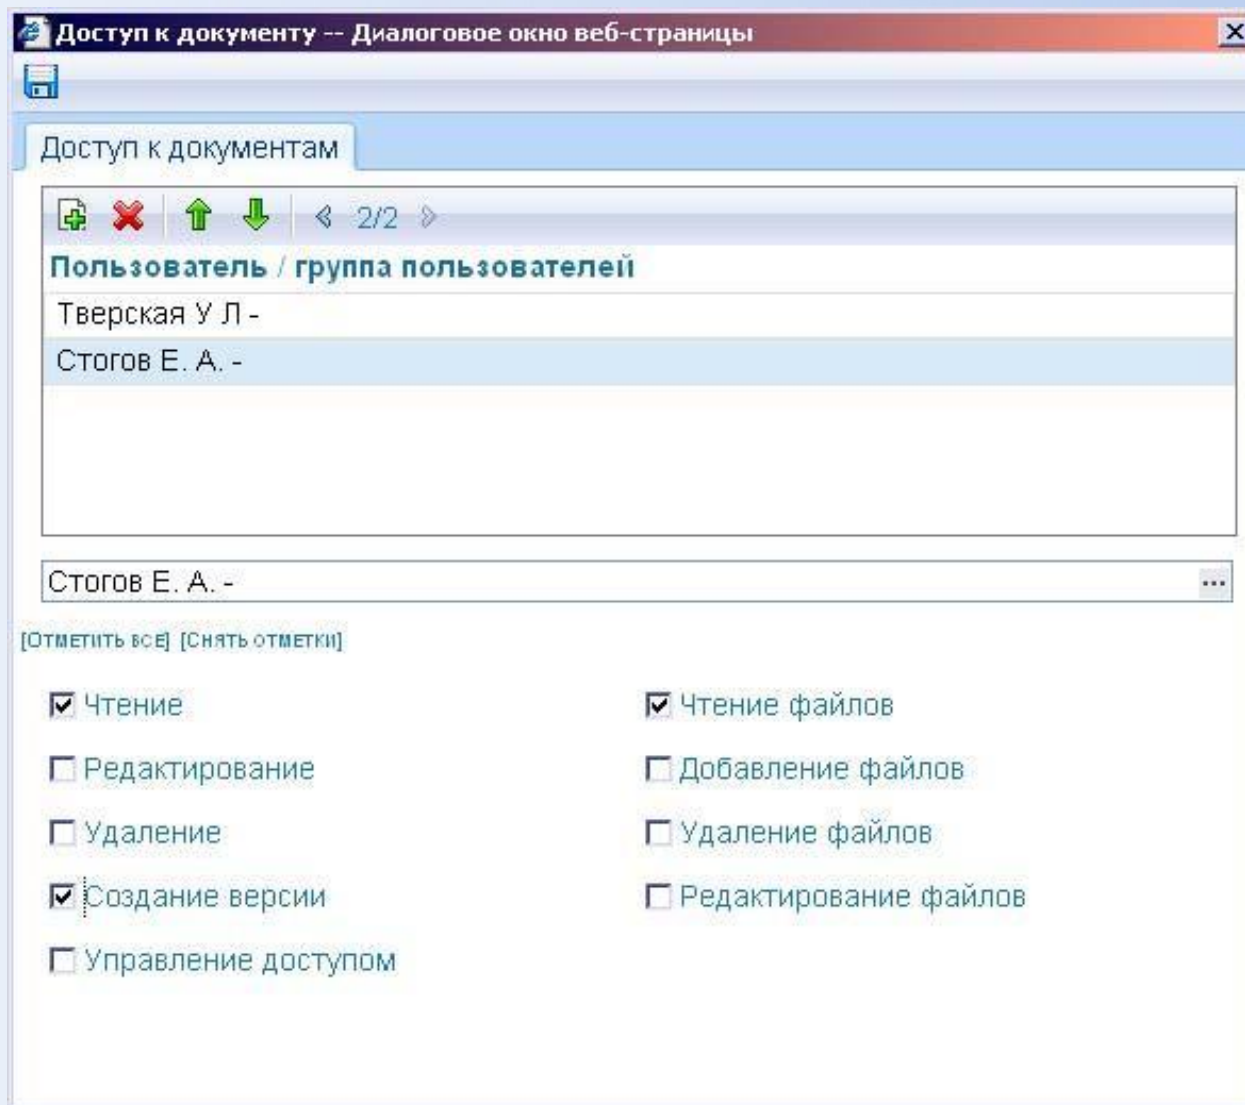 Доступ к документу -- Диалоговое окно веб-страницы
Доступ к документам
2/2
Пользователь / группа пользователей
Тверская У Л -
Стогов Е. А. -
Стогов Е. А. - ...
[Отметить все] [Снять отметки]
Чтение Чтение файлов
Редактирование Добавление файлов
Удаление Удаление файлов
Создание версии Редактирование файлов
Управление доступом